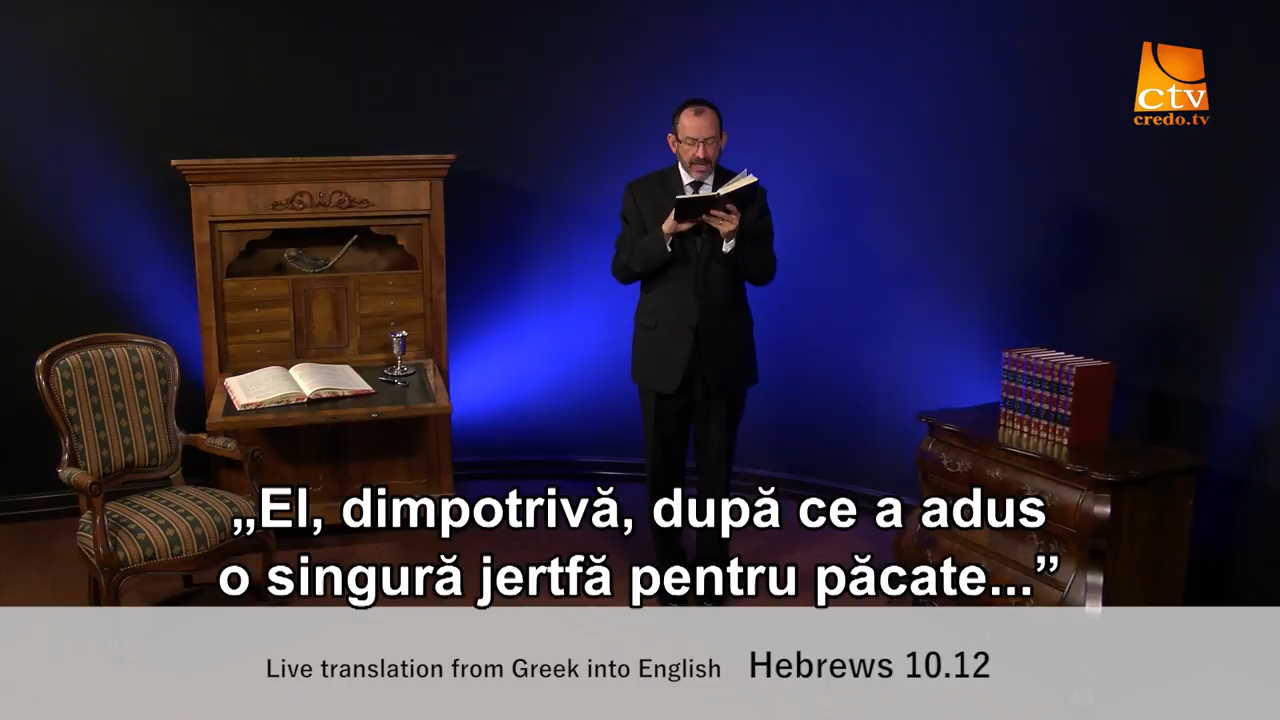 ctv
credo.tv
„El, dimpotrivă, după ce a adus
o singură jertfă pentru păcate...”
Live translation from Greek into English Hebrews 10.12